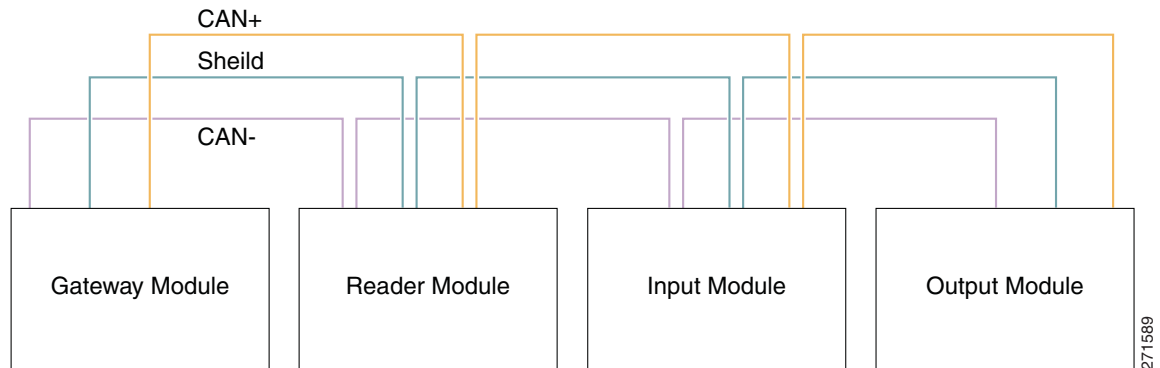 CAN+
Sheild
CAN-
Gateway Module
Reader Module
Input Module
Output Module
271589